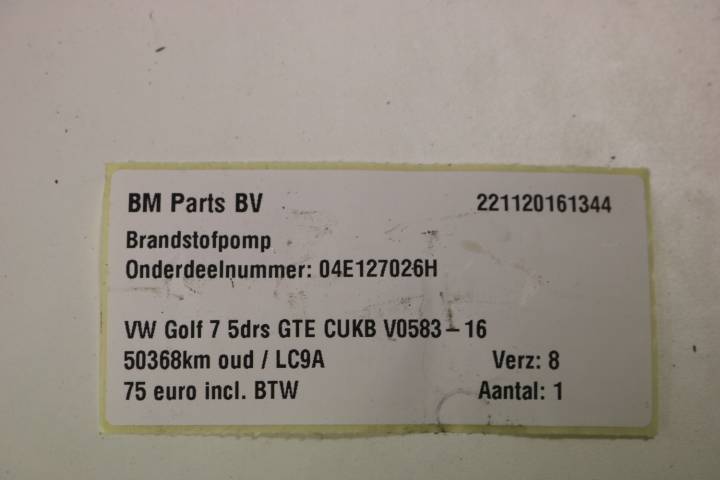 BM Parts BV 221120161344
Brandstofpomp
Onderdeelnummer: 04E127026H
VW Golf 7 5drs GTE CUKB V0583-16
50368km oud / LC9A Verz: 8
75 euro incl. BTW Aantal: 1